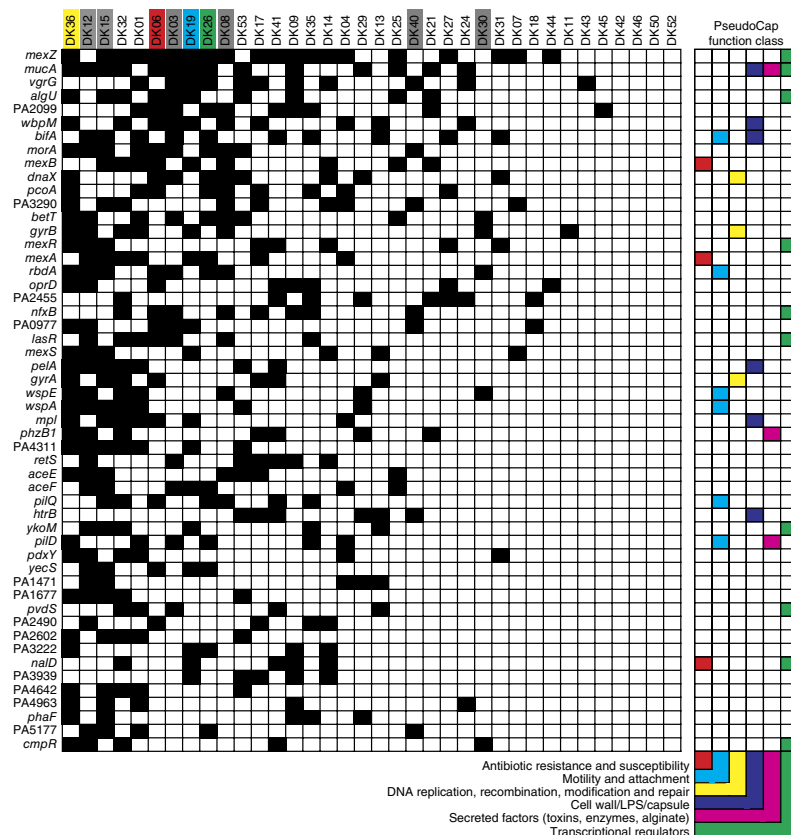 DK36 DK12 DK15 DK32 DK01 DK06 DK03 DK19 DK26 DK08 DK53 DK17 DK41 DK09 DK35 DK14 DK04 DK29 DK13 DK25 DK40 DK21 DK27 DK24 DK30 DK31 DK07 DK18 DK44 DK11 DK43 DK45 DK42 DK46 DK50 DK52
PseudoCap
function class
mexZ
mucA
vgrG
algU
PA2099
wbpM
bifA
morA
mexB
dnaX
pcoA
PA3290
betT
gyrB
mexR
mexA
rbdA
oprD
PA2455
nfxB
PA0977
lasR
mexS
pelA
gyrA
wspE
wspA
mpl
phzB1
PA4311
retS
aceE
aceF
pilQ
htrB
ykoM
pilD
pdxY
yecS
PA1471
PA1677
pvdS
PA2490
PA2602
PA3222
nalD
PA3939
PA4642
PA4963
phaF
PA5177
cmpR
Antibiotic resistance and susceptibility
Motility and attachment
DNA replication, recombination, modification and repair
Cell wall/LPS/capsule
Secreted factors (toxins, enzymes, alginate)
Transcriptional regulators